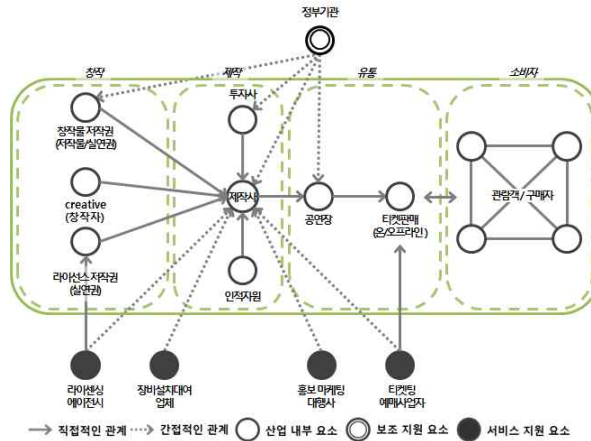 정부기관
창작
제작
유통
소비자
투자사
창작물 저작권
(저작물/실연권)
creative
(창작자)
제작사
공연장
티켓판매
(온/오프라인)
관람객 / 구매자
라이선스 저작권
(실연권)
인적자원
라이센싱
에이전시
장비설치대여
업체
홍보 마케팅
대행사
티켓팅
예매사업자
직접적인 관계
간접적인 관계
산업 내부 요소
보조 지원 요소
서비스 지원 요소